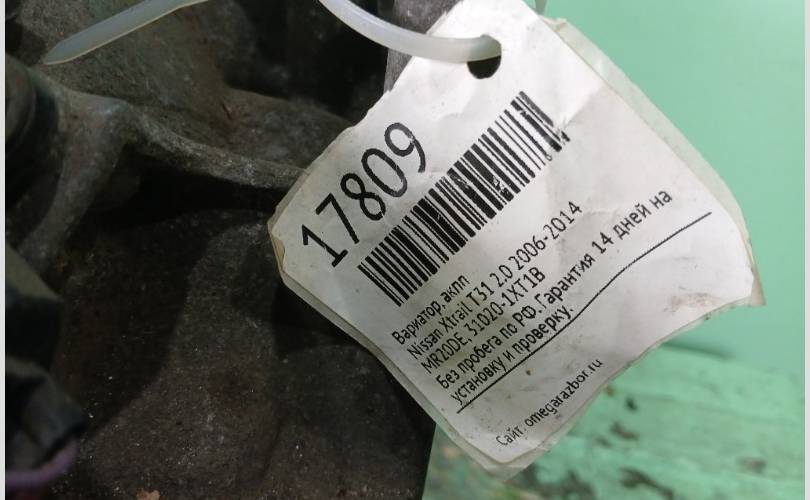 17809
Вариатор, акпп
Nissan Xtrail T31 2.0 2006-2014
MR20DE, 31020-1XT1B
Без пробега по РФ. Гарантия 14 дней на
установку и проверку.
Сайт: omegarazbor.ru